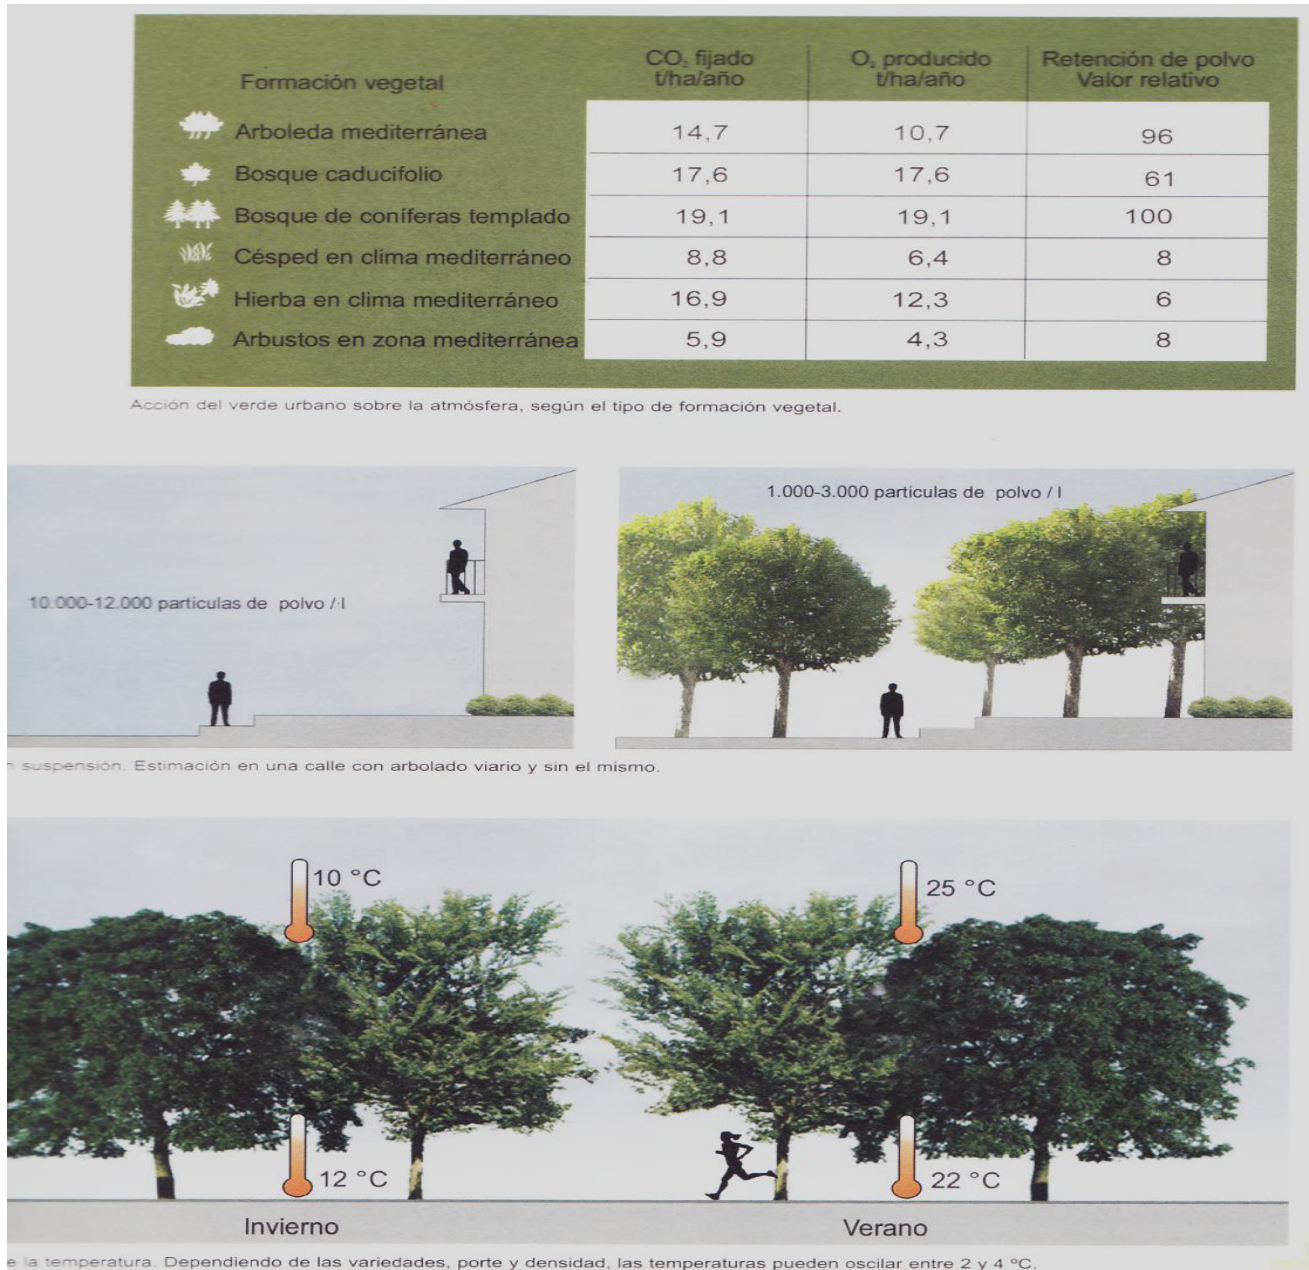 Formación vegetal
CO₂ fijado
t/ha/año
O₂ producido
t/ha/año
Retención de polvo
Valor relativo
Arboleda mediterránea 14,7 10,7 96
Bosque caducifolio 17,6 17,6 61
Bosque de coníferas templado 19,1 19,1 100
Césped en clima mediterráneo 8,8 6,4 8
Hierba en clima mediterráneo 16,9 12,3 6
Arbustos en zona mediterránea 5,9 4,3 8
Acción del verde urbano sobre la atmósfera, según el tipo de formación vegetal.
10.000-12.000 particulas de polvo / l
1.000-3.000 particulas de polvo / l
suspensión. Estimación en una calle con arbolado viario y sin el mismo.
10 °C
25 °C
12 °C
22 °C
Invierno
Verano
la temperatura. Dependiendo de las variedades, porte y densidad, las temperaturas pueden oscilar entre 2 y 4 ºC.